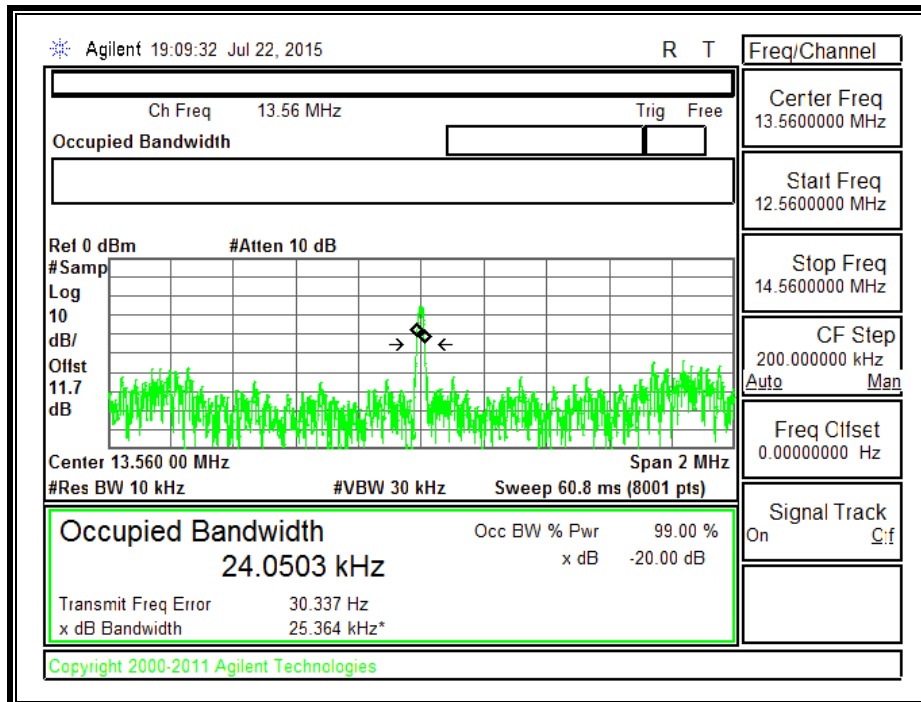 Agilent 19:09:32 Jul 22, 2015 R T
Ch Freq 13.56 MHz Trig Free
Occupied Bandwidth
Ref 0 dBm #Atten 10 dB
#Samp
Log
10
dB/
Offst
11.7
dB
Center 13.560 00 MHz Span 2 MHz
#Res BW 10 kHz #VBW 30 kHz Sweep 60.8 ms (8001 pts)
Occupied Bandwidth
24.0503 kHz
Occ BW % Pwr 99.00 %
x dB -20.00 dB
Transmit Freq Error 30.337 Hz
x dB Bandwidth 25.364 kHz*
Copyright 2000-2011 Agilent Technologies
Freq/Channel
Center Freq
13.5600000 MHz
Start Freq
12.5600000 MHz
Stop Freq
14.5600000 MHz
CF Step
200.000000 kHz
Auto Man
Freq Offset
0.00000000 Hz
Signal Track
On Off